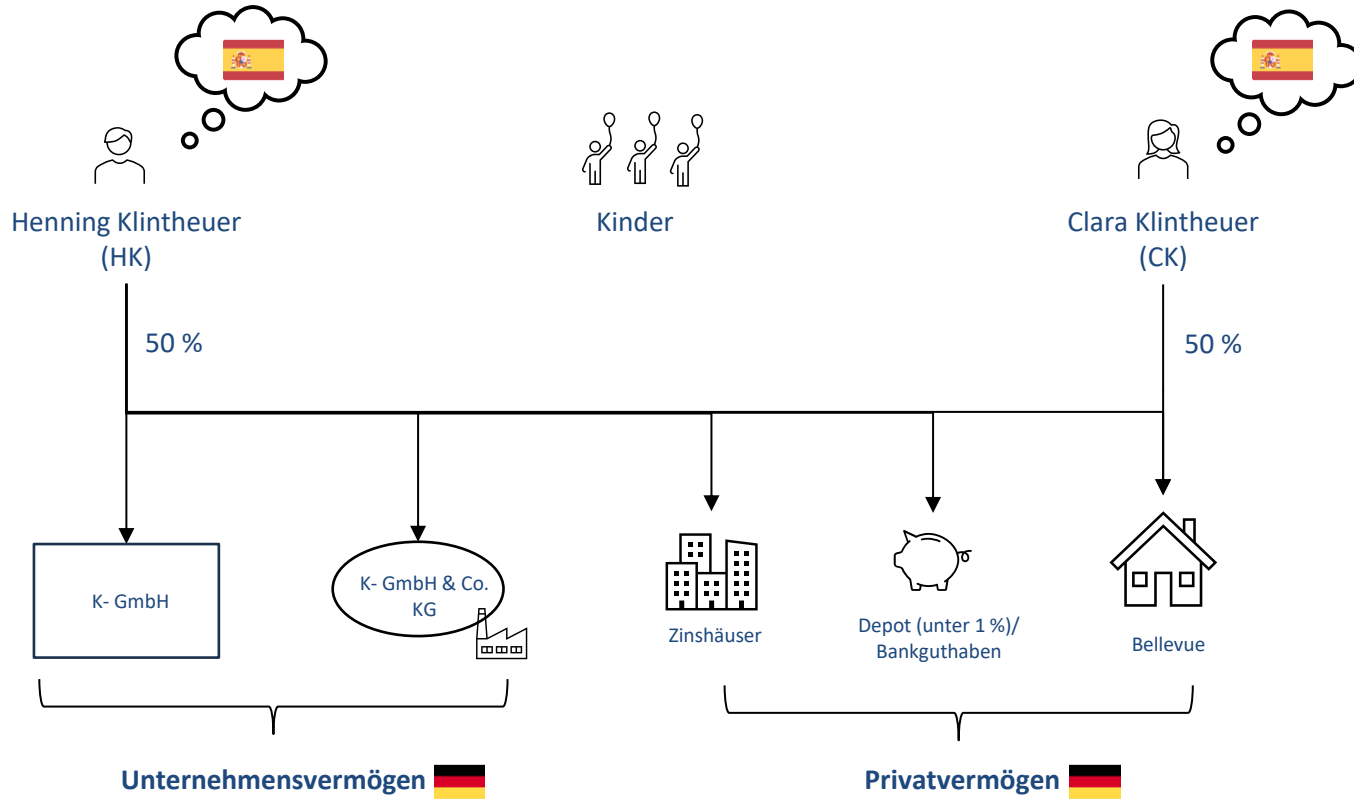 Henning Klintheuer
(HK)
Kinder
Clara Klintheuer
(CK)
50 %
50 %
K- GmbH
K- GmbH & Co.
KG
Zinshäuser
Depot (unter 1 %)/
Bankguthaben
Bellevue
Unternehmensvermögen
Privatvermögen